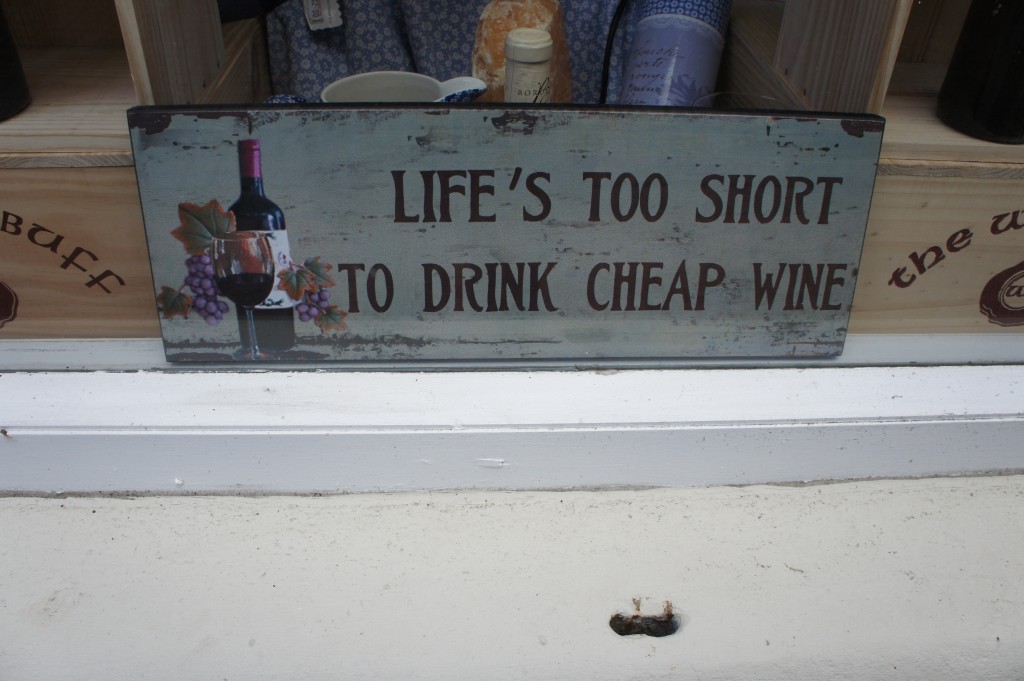 LIFE'S TOO SHORT
TO DRINK CHEAP WINE
BUFF
the w